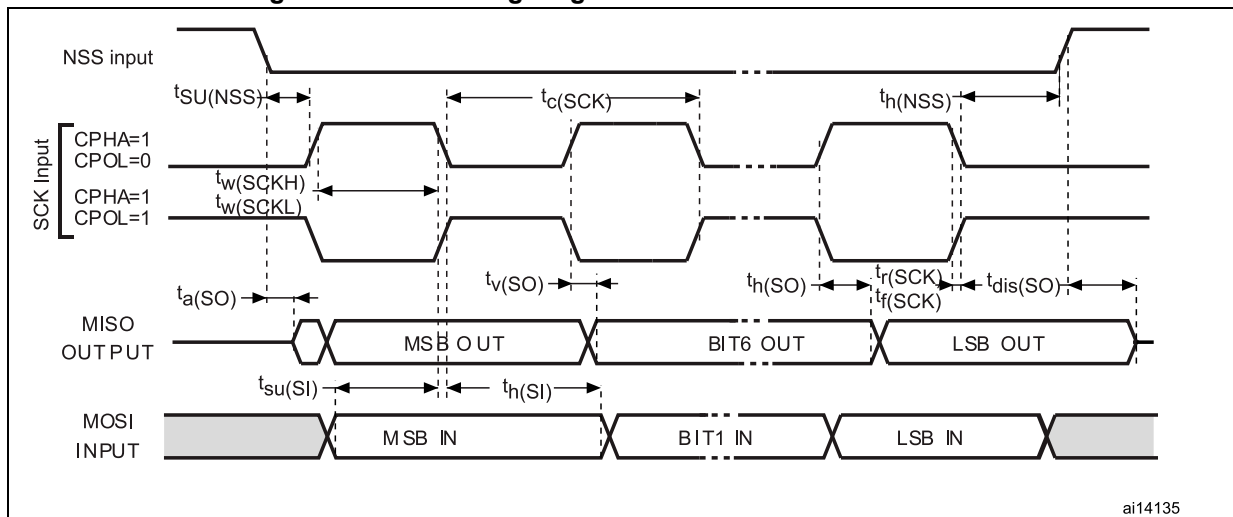 NSS input
tSU(NSS)
tc(SCK)
th(NSS)
SCK Input
CPHA=1
CPOL=0
tw(SCKH)
tw(SCKL)
CPHA=1
CPOL=1
ta(SO)
tv(SO)
th(SO)
tr(SCK)
tf(SCK)
tdis(SO)
MISO
OUTPUT
MSB OUT
BIT6 OUT
LSB OUT
tsu(SI)
th(SI)
MOSI
INPUT
MSB IN
BIT1 IN
LSB IN
ai14135